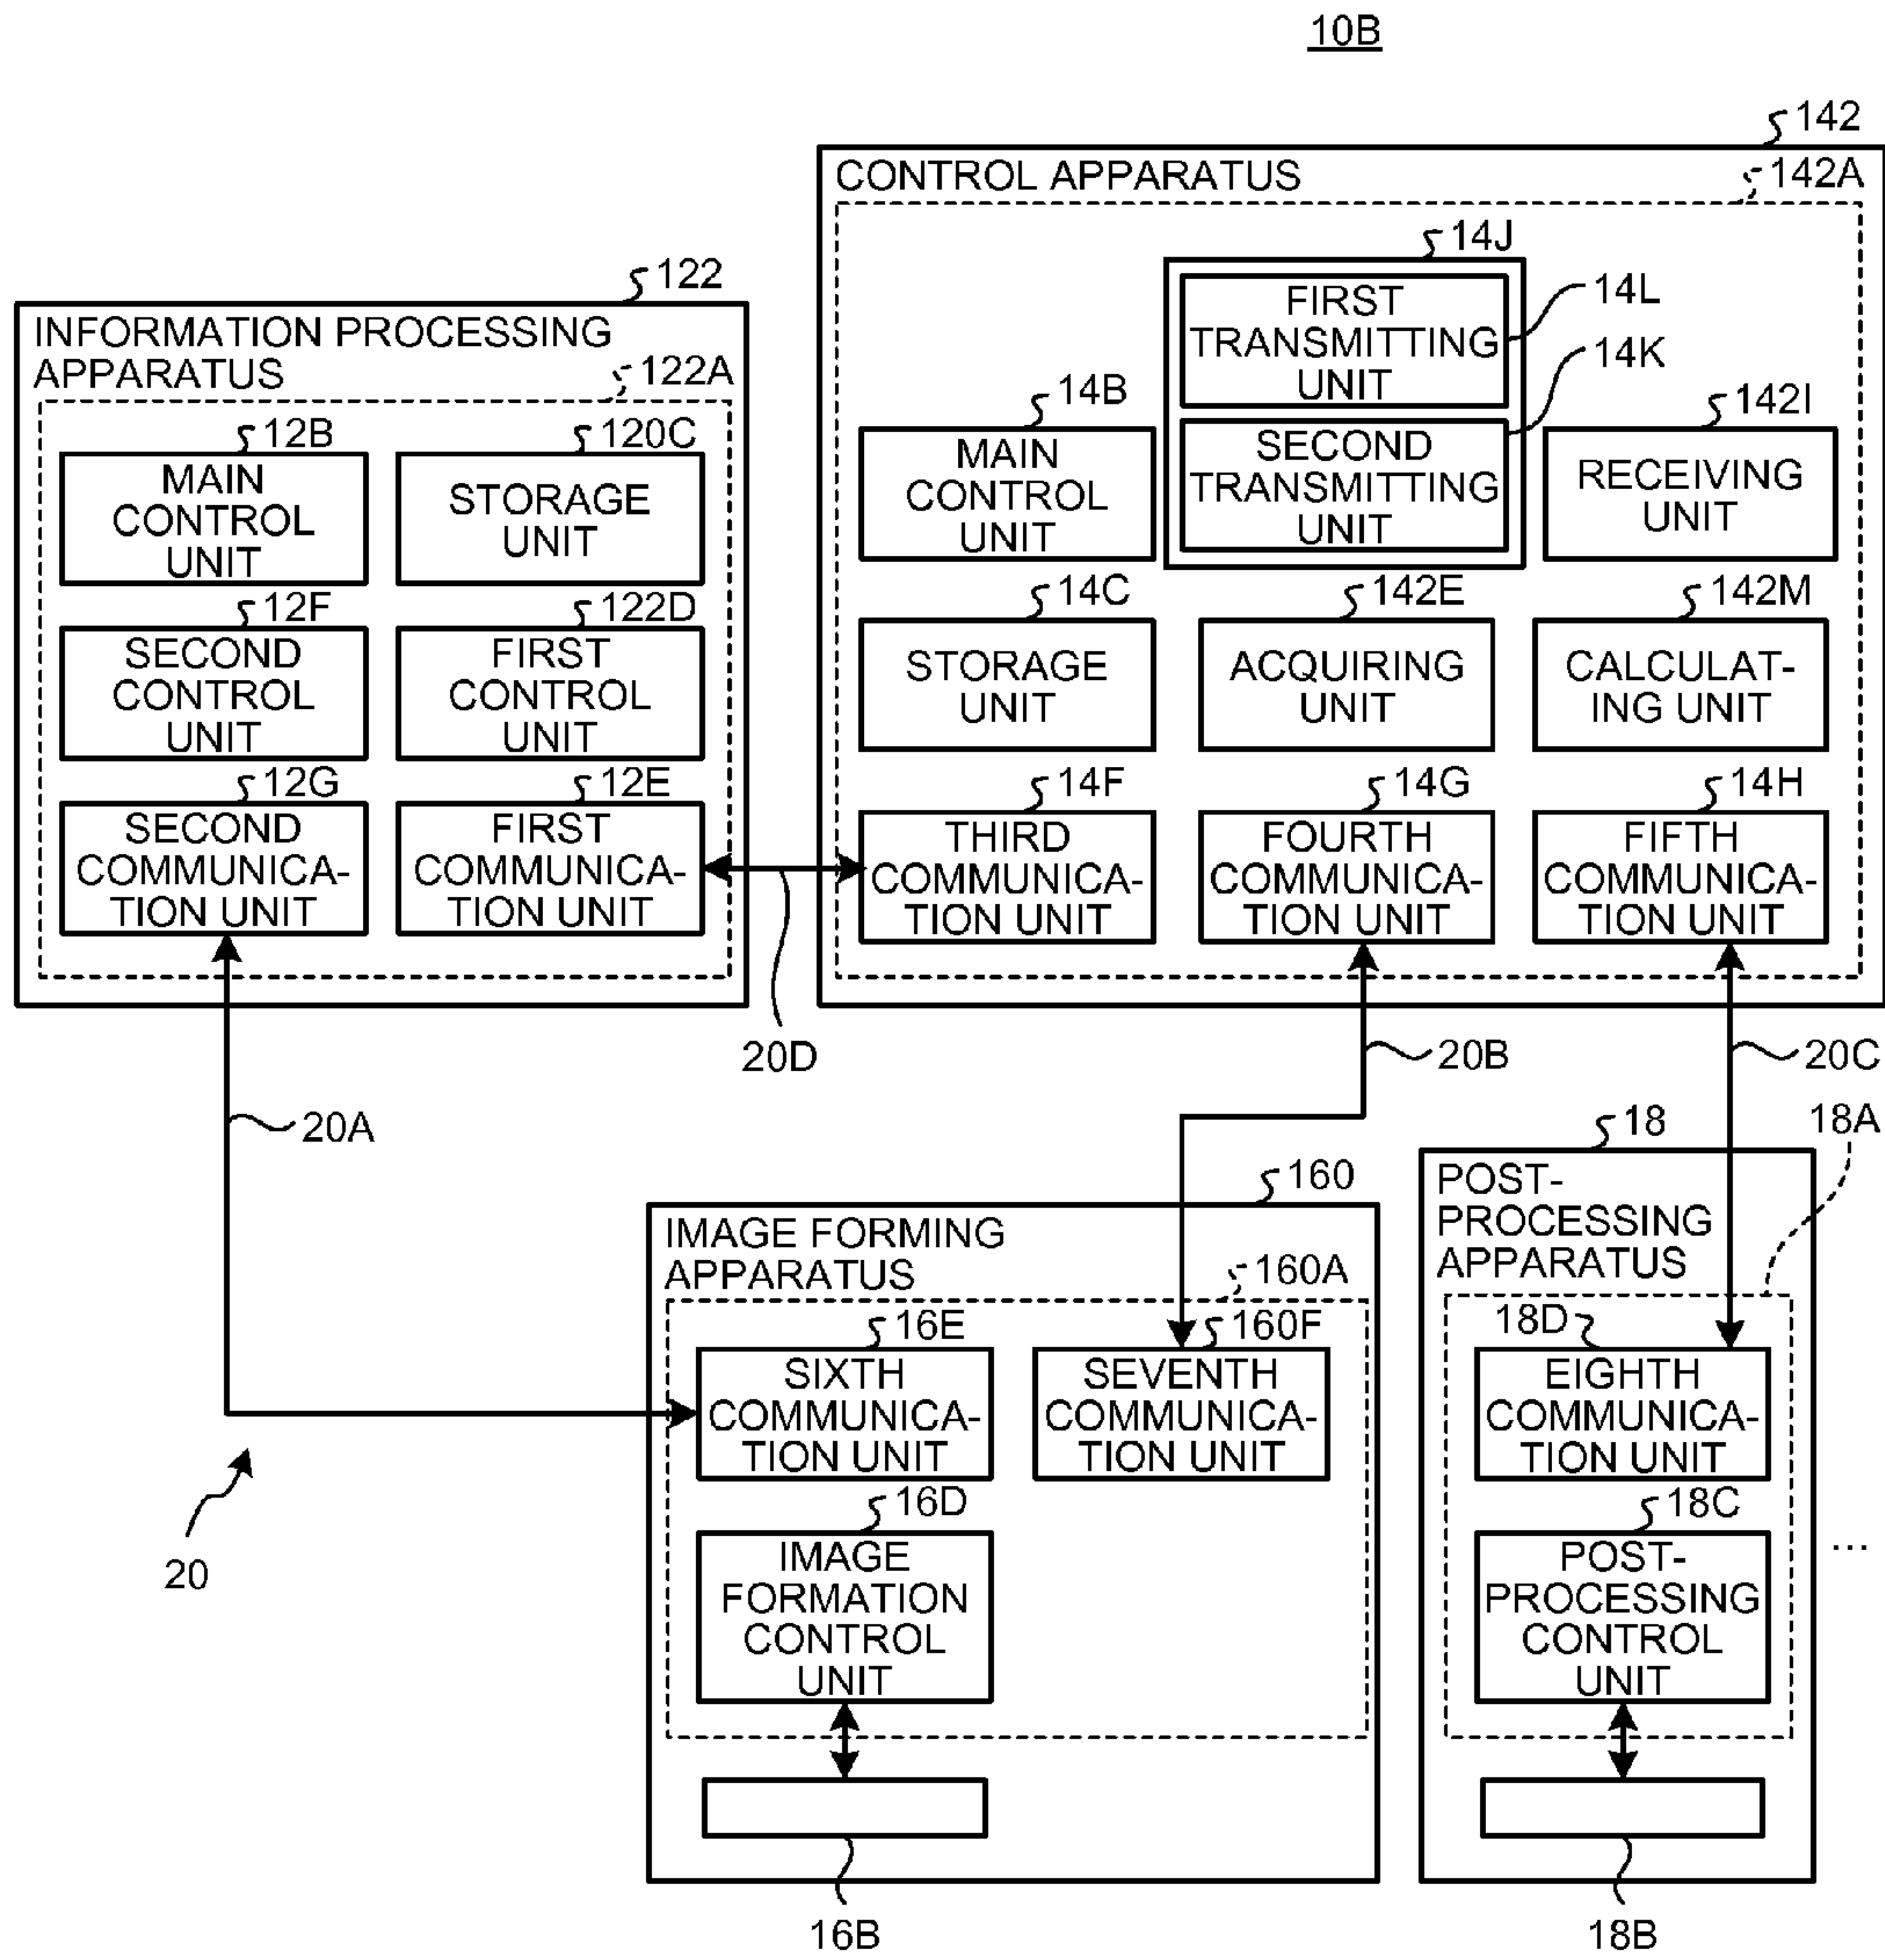 10B
142
CONTROL APPARATUS
142A
14J
FIRST
TRANSMITTING
UNIT
14L
14K
SECOND
TRANSMITTING
UNIT
14B
MAIN
CONTROL
UNIT
142I
RECEIVING
UNIT
14C
STORAGE
UNIT
142E
ACQUIRING
UNIT
142M
CALCULAT-
ING UNIT
14F
THIRD
COMMUNICA-
TION UNIT
14G
FOURTH
COMMUNICA-
TION UNIT
14H
FIFTH
COMMUNICA-
TION UNIT
122
INFORMATION PROCESSING
APPARATUS
122A
12B
MAIN
CONTROL
UNIT
120C
STORAGE
UNIT
12F
SECOND
CONTROL
UNIT
122D
FIRST
CONTROL
UNIT
12G
SECOND
COMMUNICA-
TION UNIT
12E
FIRST
COMMUNICA-
TION UNIT
20D
20B
20C
20A
20
160
IMAGE FORMING
APPARATUS
160A
16E
SIXTH
COMMUNICA-
TION UNIT
160F
SEVENTH
COMMUNICA-
TION UNIT
16D
IMAGE
FORMATION
CONTROL
UNIT
16B
18
18A
POST-
PROCESSING
APPARATUS
18D
EIGHTH
COMMUNICA-
TION UNIT
18C
POST-
PROCESSING
CONTROL
UNIT
...
18B